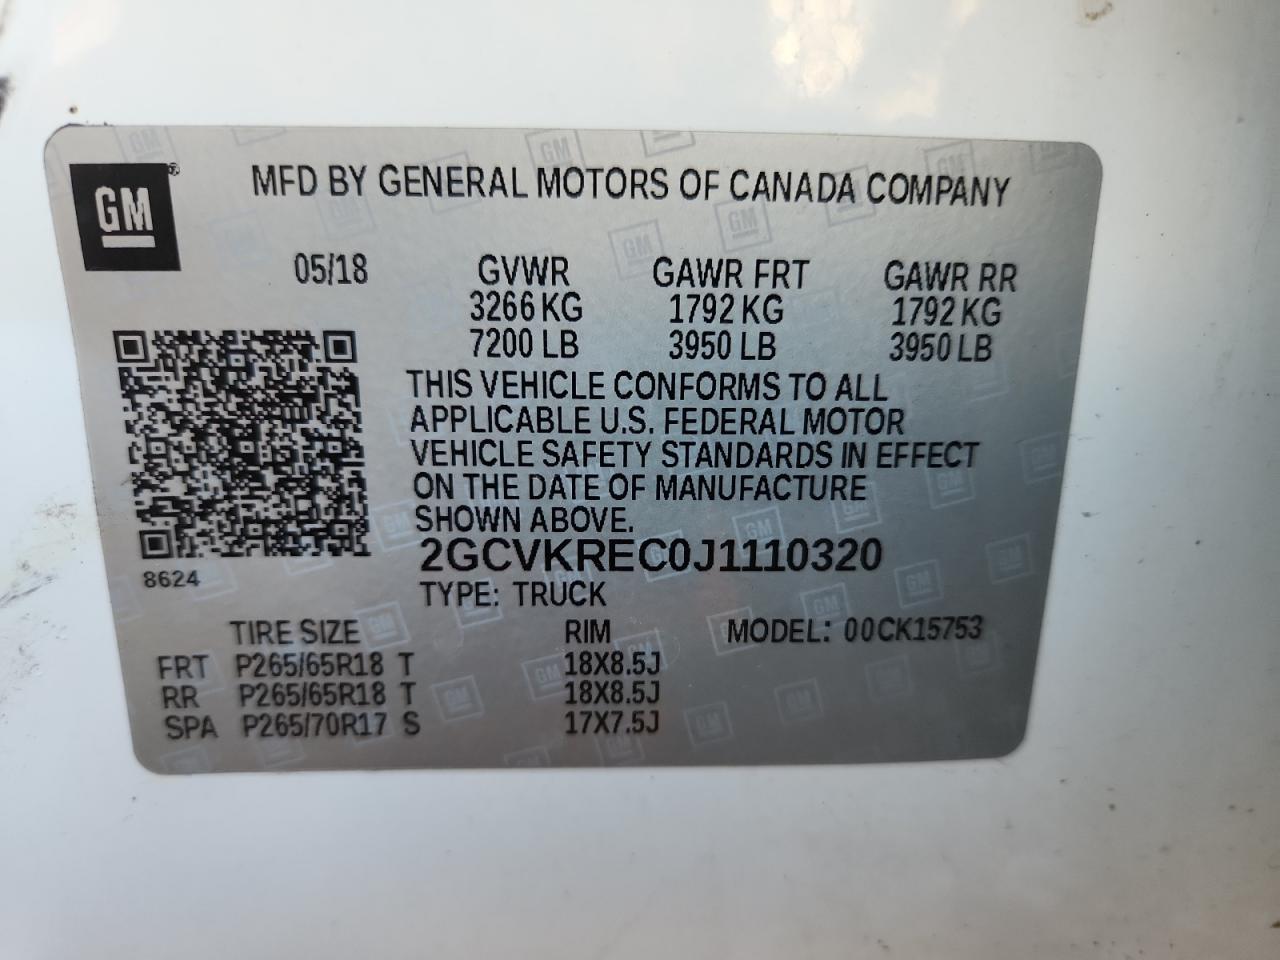 GM
MFD BY GENERAL MOTORS OF CANADA COMPANY
05/18 GVWR GAWR FRT GAWR RR
3266 KG 1792 KG 1792 KG
7200 LB 3950 LB 3950 LB
THIS VEHICLE CONFORMS TO ALL
APPLICABLE U.S. FEDERAL MOTOR
VEHICLE SAFETY STANDARDS IN EFFECT
ON THE DATE OF MANUFACTURE
SHOWN ABOVE.
2GCVKREC0J1110320
8624
TYPE: TRUCK
TIRE SIZE RIM MODEL: 00CK15753
FRT P265/65R18 T 18X8.5J
RR P265/65R18 T 18X8.5J
SPA P265/70R17 S 17X7.5J